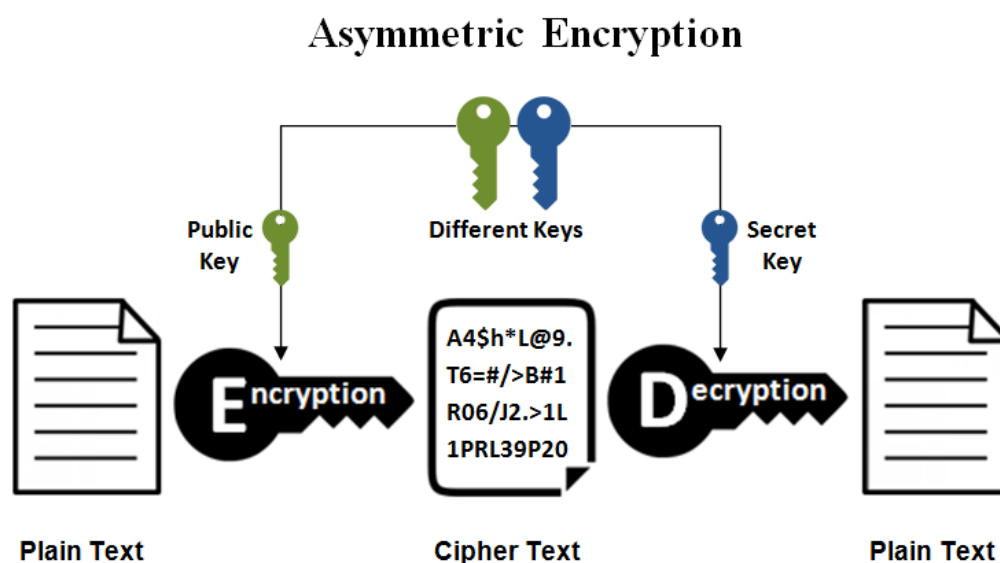 Asymmetric Encryption
Different Keys
Public
Key
Secret
Key
Encryption
A4$h*L@9.
T6=#/>B#1
R06/J2.>1L
1PRL39P20
Decryption
Plain Text
Cipher Text
Plain Text